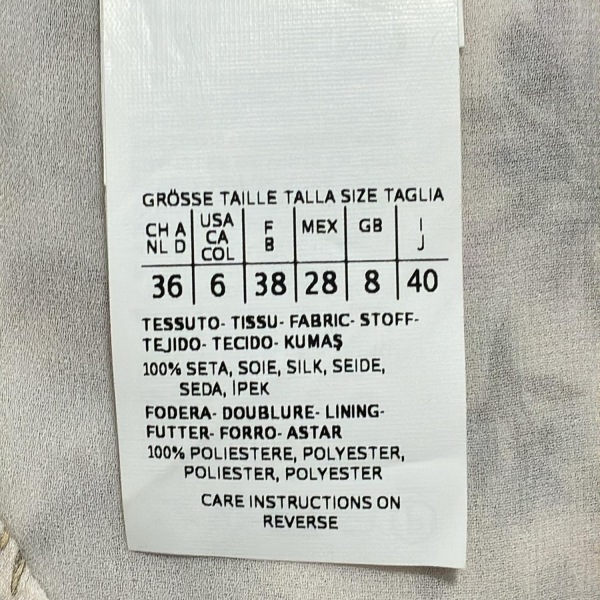 GRÖSSE TAILLE TALLA SIZE TAGLIA
CH A NL D | USA CA COL | F B | MEX | GB | I J
36 | 6 | 38 | 28 | 8 | 40
TESSUTO- TISSU- FABRIC- STOFF-
TEJIDO- TECIDO- KUMAŞ
100% SETA, SOIE, SILK, SEIDE,
SEDA, İPEK
FODERA- DOUBLURE- LINING-
FUTTER- FORRO- ASTAR
100% POLIESTERE, POLYESTER,
POLIESTER, POLYESTER
CARE INSTRUCTIONS ON
REVERSE